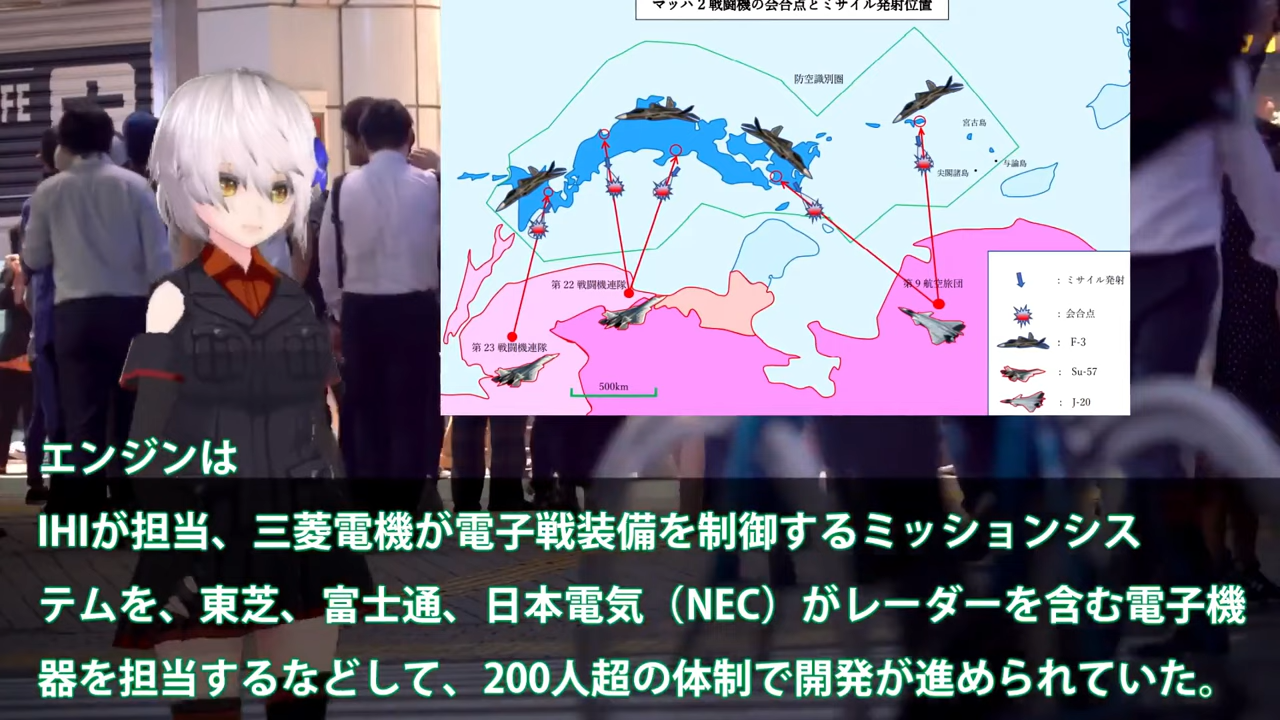 マッハ2戦闘機の会合点とミサイル発射位置
防空識別圏
宮古島
与論島
尖閣諸島
第22戦闘機連隊
第9航空旅団
第23戦闘機連隊
500km
：ミサイル発射
：会合点
： F-3
： Su-57
： J-20
エンジンは
IHIが担当、三菱電機が電子戦装備を制御するミッションシス
テムを、東芝、富士通、日本電気（NEC）がレーダーを含む電子機
器を担当するなどして、200人超の体制で開発が進められていた。